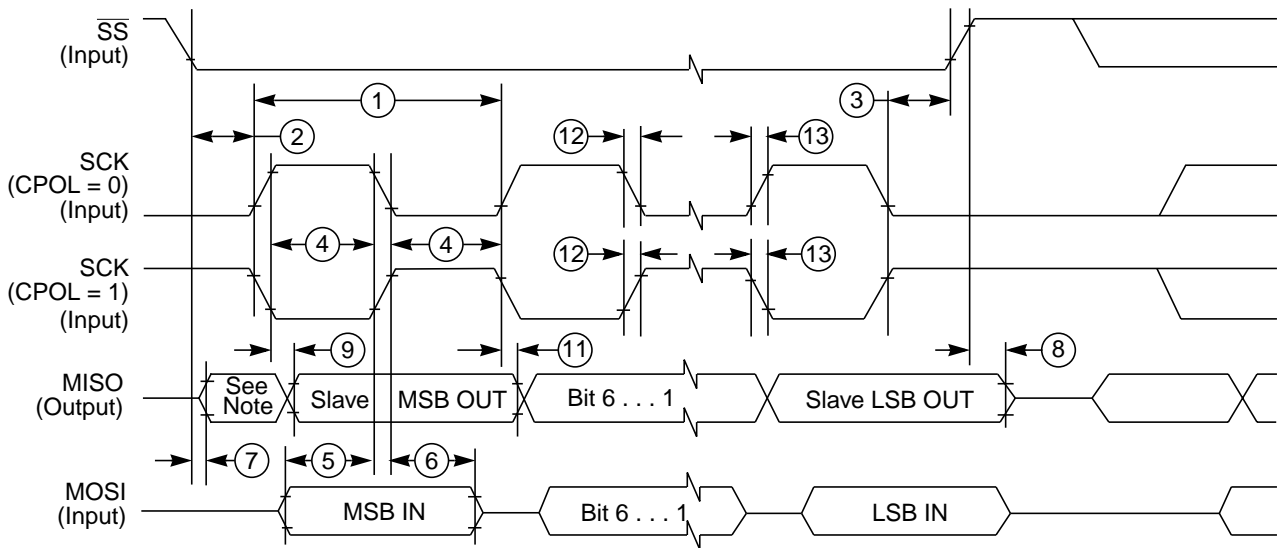 SS
(Input)
1
3
2
12
13
SCK
(CPOL = 0)
(Input)
4
4
12
13
SCK
(CPOL = 1)
(Input)
9
11
8
MISO
(Output)
See
Note
Slave
MSB OUT
Bit 6 . . . 1
Slave LSB OUT
7
5
6
MOSI
(Input)
MSB IN
Bit 6 . . . 1
LSB IN